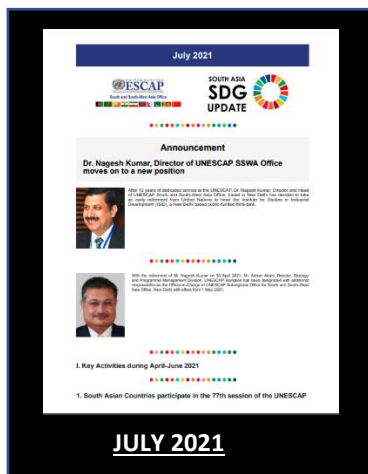 July 2021
ESCAP
South and South-West Asia Office
SOUTH ASIA
SDG
UPDATE
Announcement
Dr. Nagesh Kumar, Director of UNESCAP SSWA Office
moves on to a new position
After 12 years of dedicated service at the UNESCAP, Dr. Nagesh Kumar, Director and Head
of UNESCAP South and South-West Asia Office, based in New Delhi has decided to take
an early retirement from United Nations to head the Institute for Studies in Industrial
Development (ISID), a New Delhi based public-funded think-tank.
With the retirement of Mr. Nagesh Kumar on 30 April 2021, Mr. Adnan Aliani, Director, Strategy
and Programme Management Division, UNESCAP, Bangkok has been designated with additional
responsibility as the Officer-in-Charge of UNESCAP Subregional Office for South and South-West
Asia Office, New Delhi with effect from 1 May 2021.
I. Key Activities during April-June 2021
1. South Asian Countries participate in the 77th session of the UNESCAP
JULY 2021